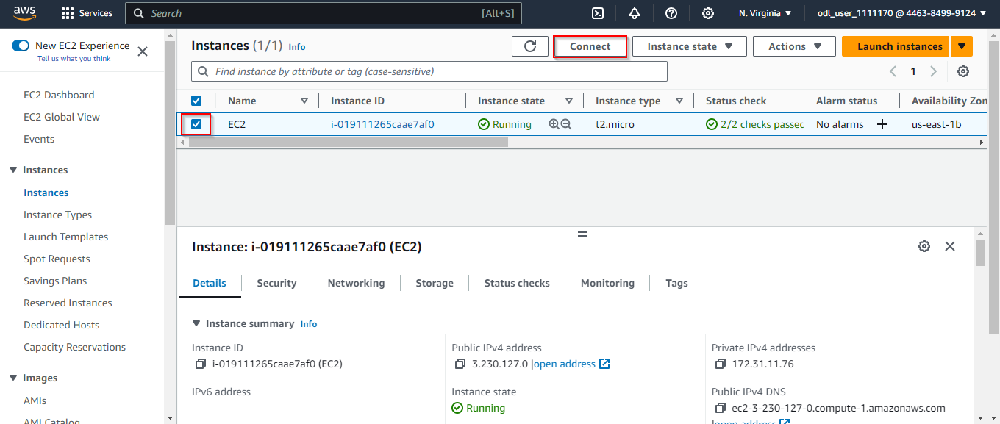 aws Services Search [Alt+S] N. Virginia odl_user_1111170 @ 4463-8499-9124
New EC2 Experience
Tell us what you think
EC2 Dashboard
EC2 Global View
Events
Instances
Instances
Instance Types
Launch Templates
Spot Requests
Savings Plans
Reserved Instances
Dedicated Hosts
Capacity Reservations
Images
AMIs
AMI Catalog
Instances (1/1) Info Connect Instance state Actions Launch instances
Find instance by attribute or tag (case-sensitive) 1
Name Instance ID Instance state Instance type Status check Alarm status Availability Zon
EC2 i-019111265caae7af0 Running t2.micro 2/2 checks passed No alarms + us-east-1b
Instance: i-019111265caae7af0 (EC2)
Details Security Networking Storage Status checks Monitoring Tags
Instance summary Info
Instance ID Public IPv4 address Private IPv4 addresses
i-019111265caae7af0 (EC2) 3.230.127.0 |open address 172.31.11.76
IPv6 address Instance state Public IPv4 DNS
– Running ec2-3-230-127-0.compute-1.amazonaws.com
|open address